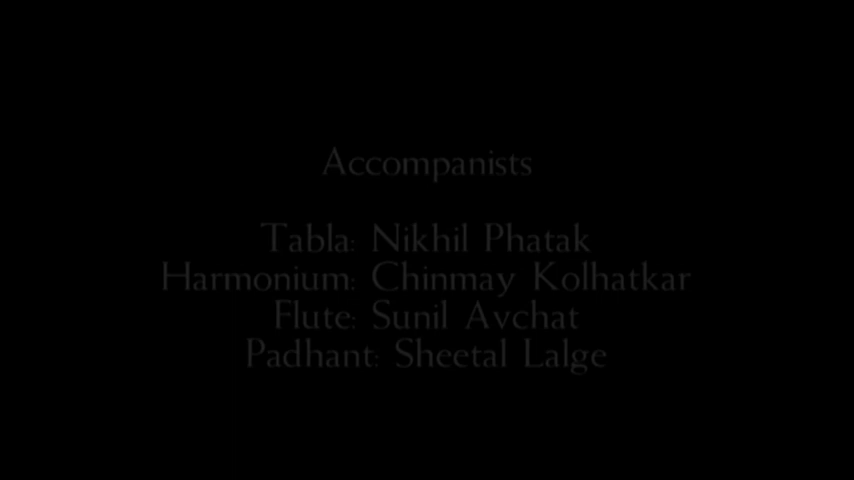 Accompanists
Tabla: Nikhil Phatak
Harmonium: Chinmay Kolhatkar
Flute: Sunil Avchat
Padhant: Sheetal Lalge